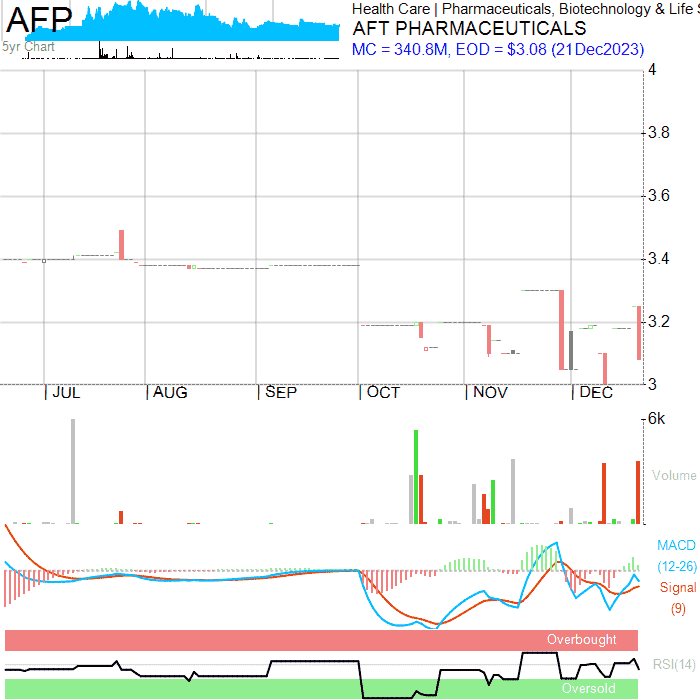 AFP
5yr Chart
Health Care | Pharmaceuticals, Biotechnology & Life
AFT PHARMACEUTICALS
MC = 340.8M, EOD = $3.08 (21Dec2023)
4
3.8
3.6
3.4
3.2
3
JUL AUG SEP OCT NOV DEC
6k
Volume
MACD
(12-26)
Signal
(9)
Overbought
RSI(14)
Oversold